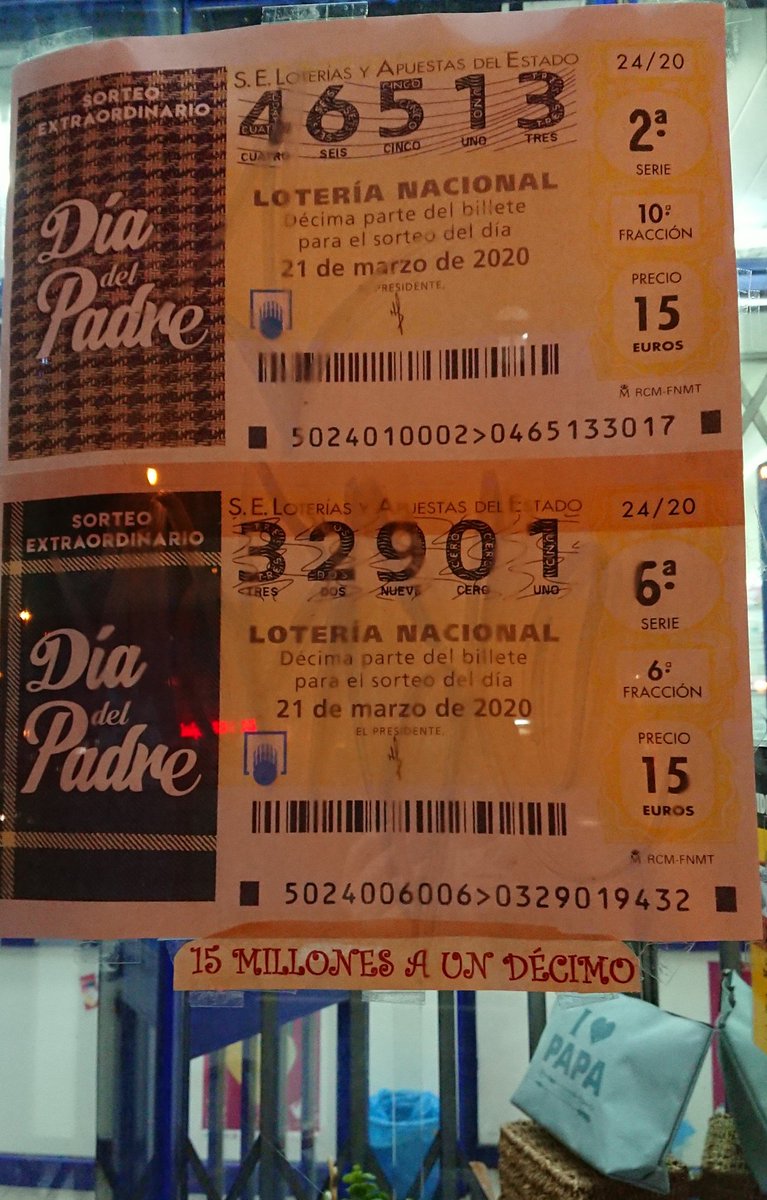 SORTEO
EXTRAORDINARIO
Día
del
Padre
S. E. LOTERÍAS Y APUESTAS DEL ESTADO
46513
CUATRO SEIS CINCO UNO TRES
LOTERÍA NACIONAL
Décima parte del billete
para el sorteo del día
21 de marzo de 2020
PRESIDENTE,
24/20
2ª
SERIE
10ª
FRACCIÓN
PRECIO
15
EUROS
RCM-FNMT
5024010002>0465133017
SORTEO
EXTRAORDINARIO
Día
del
Padre
S. E. LOTERÍAS Y APUESTAS DEL ESTADO
32901
TRES DOS NUEVE CERO UNO
LOTERÍA NACIONAL
Décima parte del billete
para el sorteo del día
21 de marzo de 2020
EL PRESIDENTE,
24/20
6ª
SERIE
6ª
FRACCIÓN
PRECIO
15
EUROS
RCM-FNMT
5024006006>0329019432
15 MILLONES A UN DÉCIMO
I
PAPA